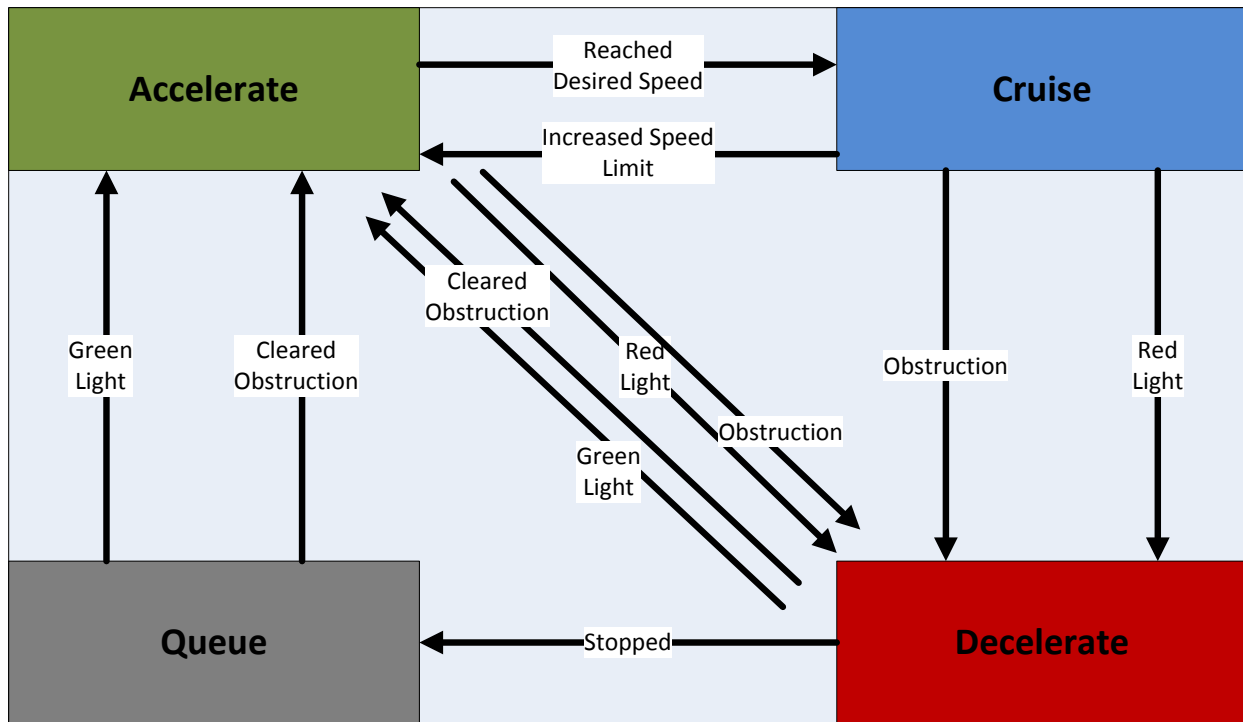 Accelerate
Reached
Desired Speed
Cruise
Increased Speed
Limit
Cleared
Obstruction
Green
Light
Cleared
Obstruction
Red
Light
Obstruction
Red
Light
Obstruction
Green
Light
Queue
Stopped
Decelerate